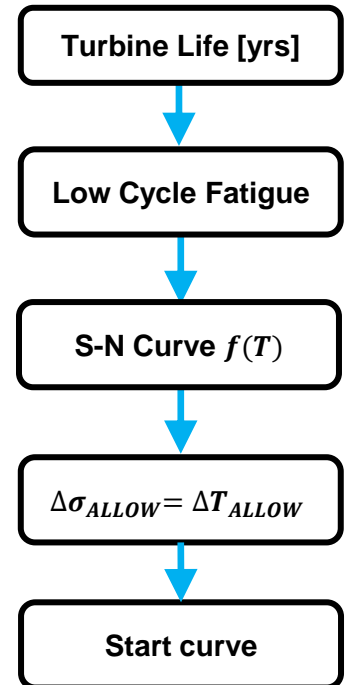 Turbine Life [yrs]
Low Cycle Fatigue
S-N Curve f(T)
Δσ_ALLOW= ΔT_ALLOW
Start curve